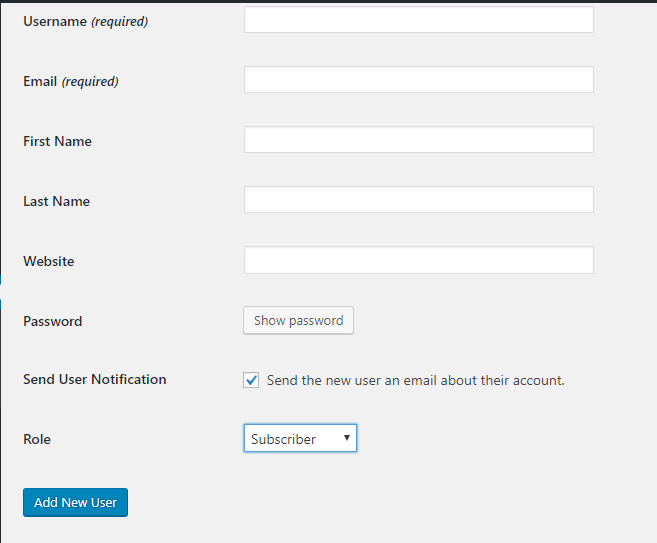 Username (required)
Email (required)
First Name
Last Name
Website
Password Show password
Send User Notification Send the new user an email about their account.
Role Subscriber
Add New User